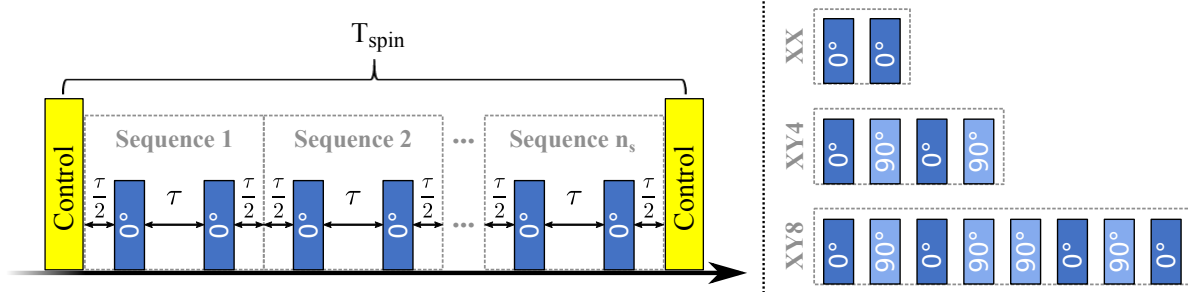 T_spin
Sequence 1 Sequence 2 ... Sequence n_s
τ/2 τ τ/2 τ/2 τ τ/2 ... τ/2 τ τ/2
Control 0° 0° 0° 0° 0° 0° Control
XX 0° 0°
XY4 0° 90° 0° 90°
XY8 0° 90° 0° 90° 90° 0° 90° 0°